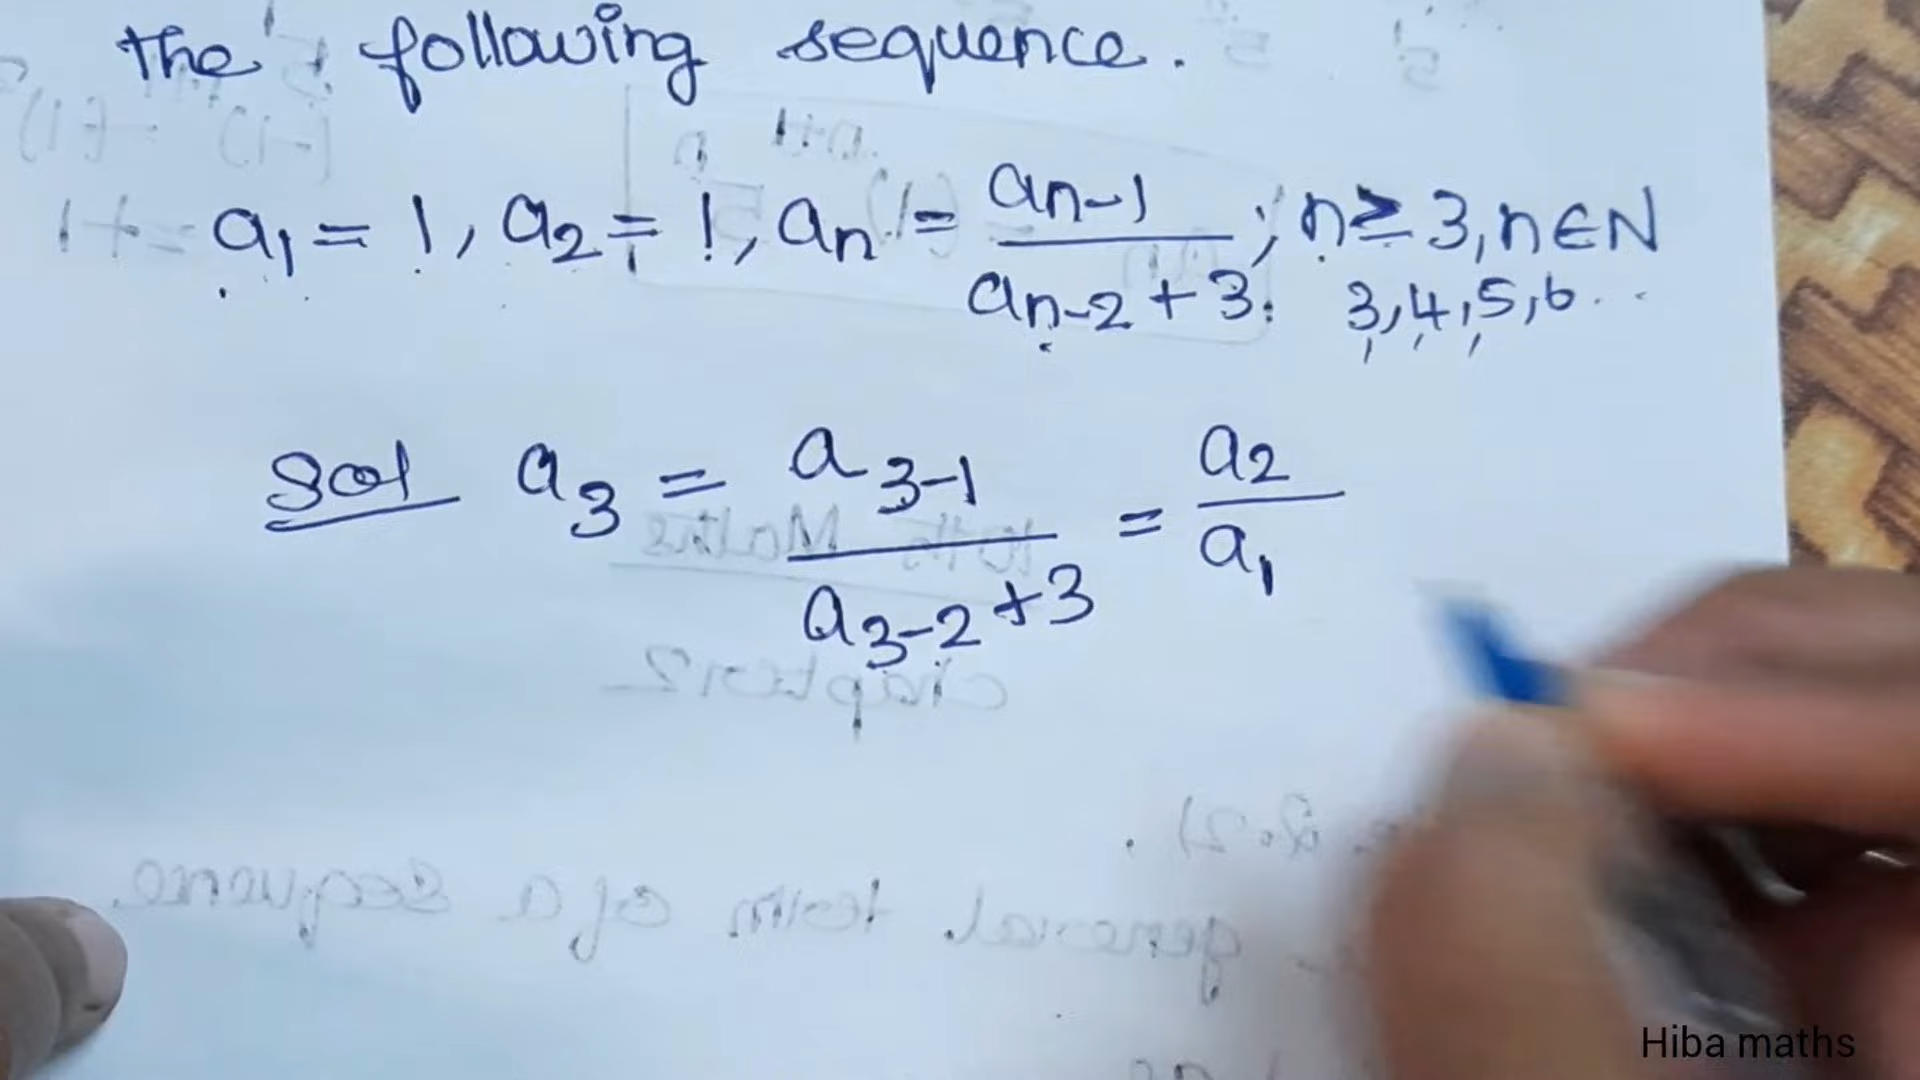 the following sequence.
a₁ = 1, a₂ = 1, aₙ = aₙ₋₁ / aₙ₋₂ + 3 ; n ≥ 3, n ∈ N
3, 4, 5, 6 . .
Sol a₃ = a₃₋₁ / a₃₋₂ + 3 = a₂ / a₁
Hiba maths